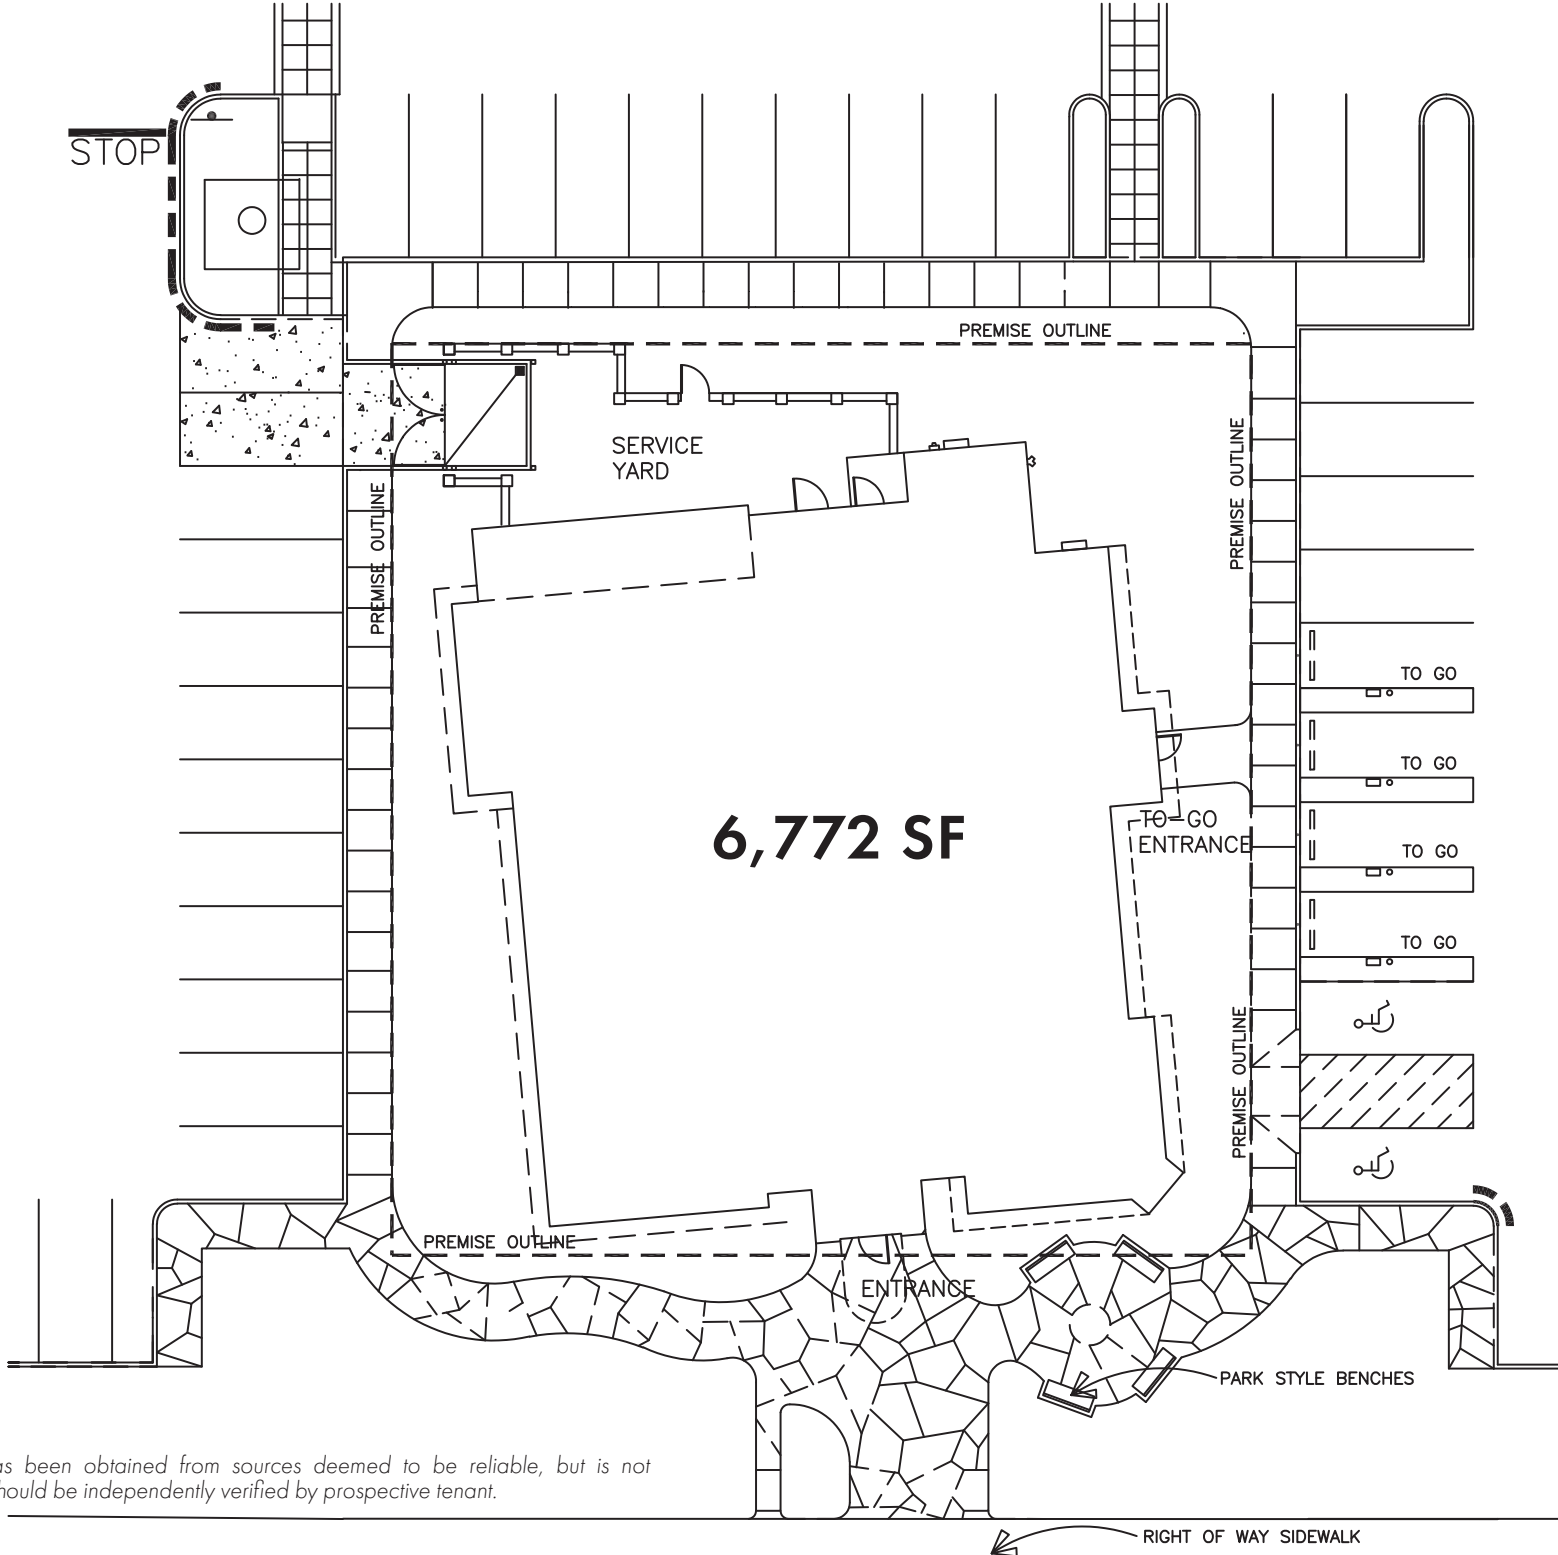 STOP
PREMISE OUTLINE
SERVICE
YARD
PREMISE OUTLINE
PREMISE OUTLINE
TO GO
TO GO
6,772 SF
TO-GO
ENTRANCE
TO GO
TO GO
PREMISE OUTLINE
PREMISE OUTLINE
ENTRANCE
PARK STYLE BENCHES
been obtained from sources deemed to be reliable, but is not
should be independently verified by prospective tenant.
RIGHT OF WAY SIDEWALK